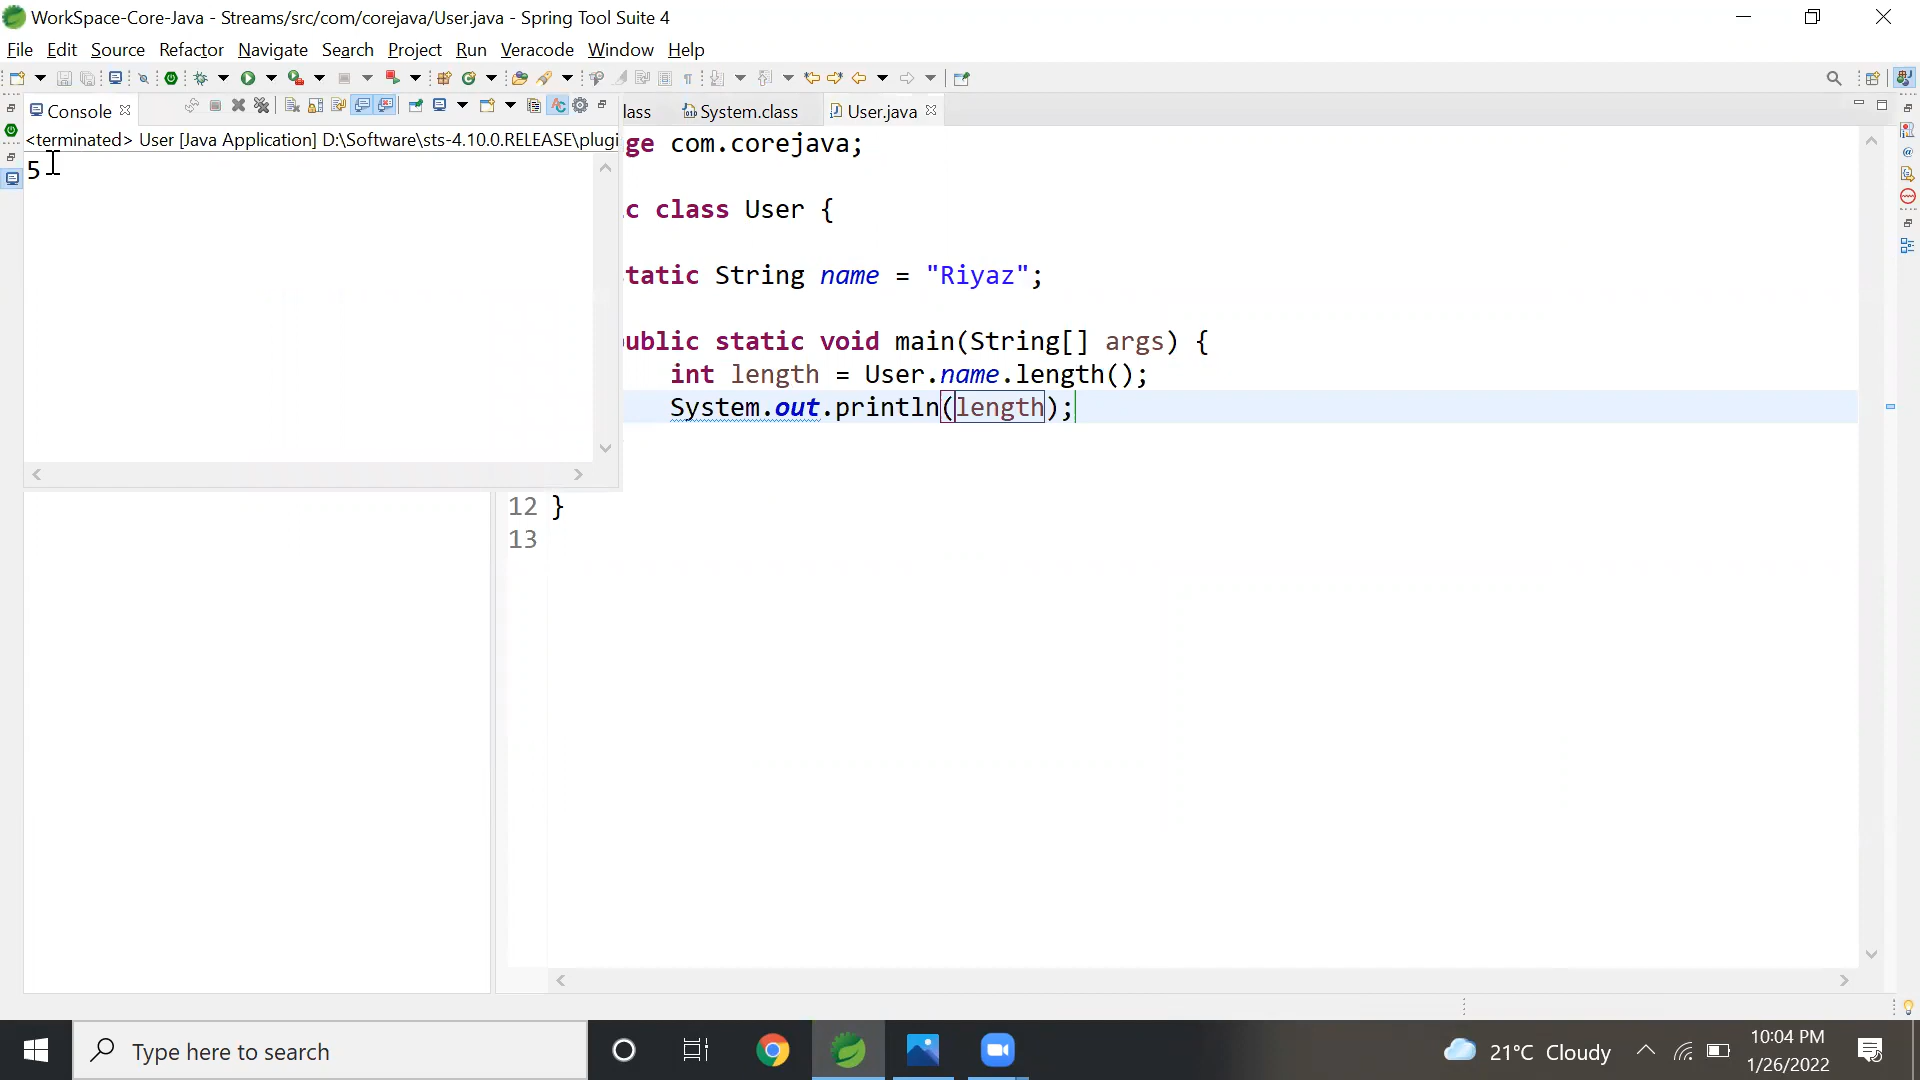 WorkSpace-Core-Java - Streams/src/com/corejava/User.java - Spring Tool Suite 4
File Edit Source Refactor Navigate Search Project Run Veracode Window Help
Console
lass System.class User.java
<terminated> User [Java Application] D:\Software\sts-4.10.0.RELEASE\plugi
5
ge com.corejava;
c class User {
tatic String name = "Riyaz";
public static void main(String[] args) {
int length = User.name.length();
System.out.println(length);
12 }
13
Type here to search
21°C Cloudy
10:04 PM
1/26/2022